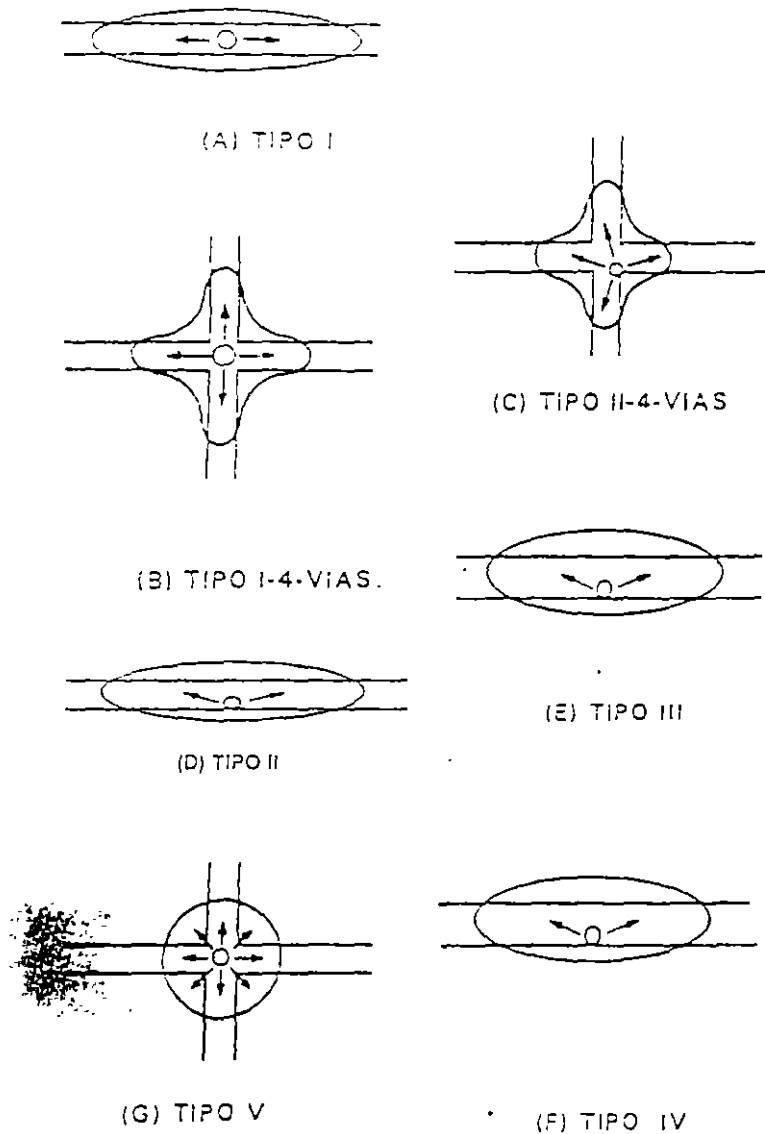 (A) TIPO I
(C) TIPO II-4-VIAS
(B) TIPO I-4-VIAS.
(E) TIPO III
(D) TIPO II
(G) TIPO V
(F) TIPO IV